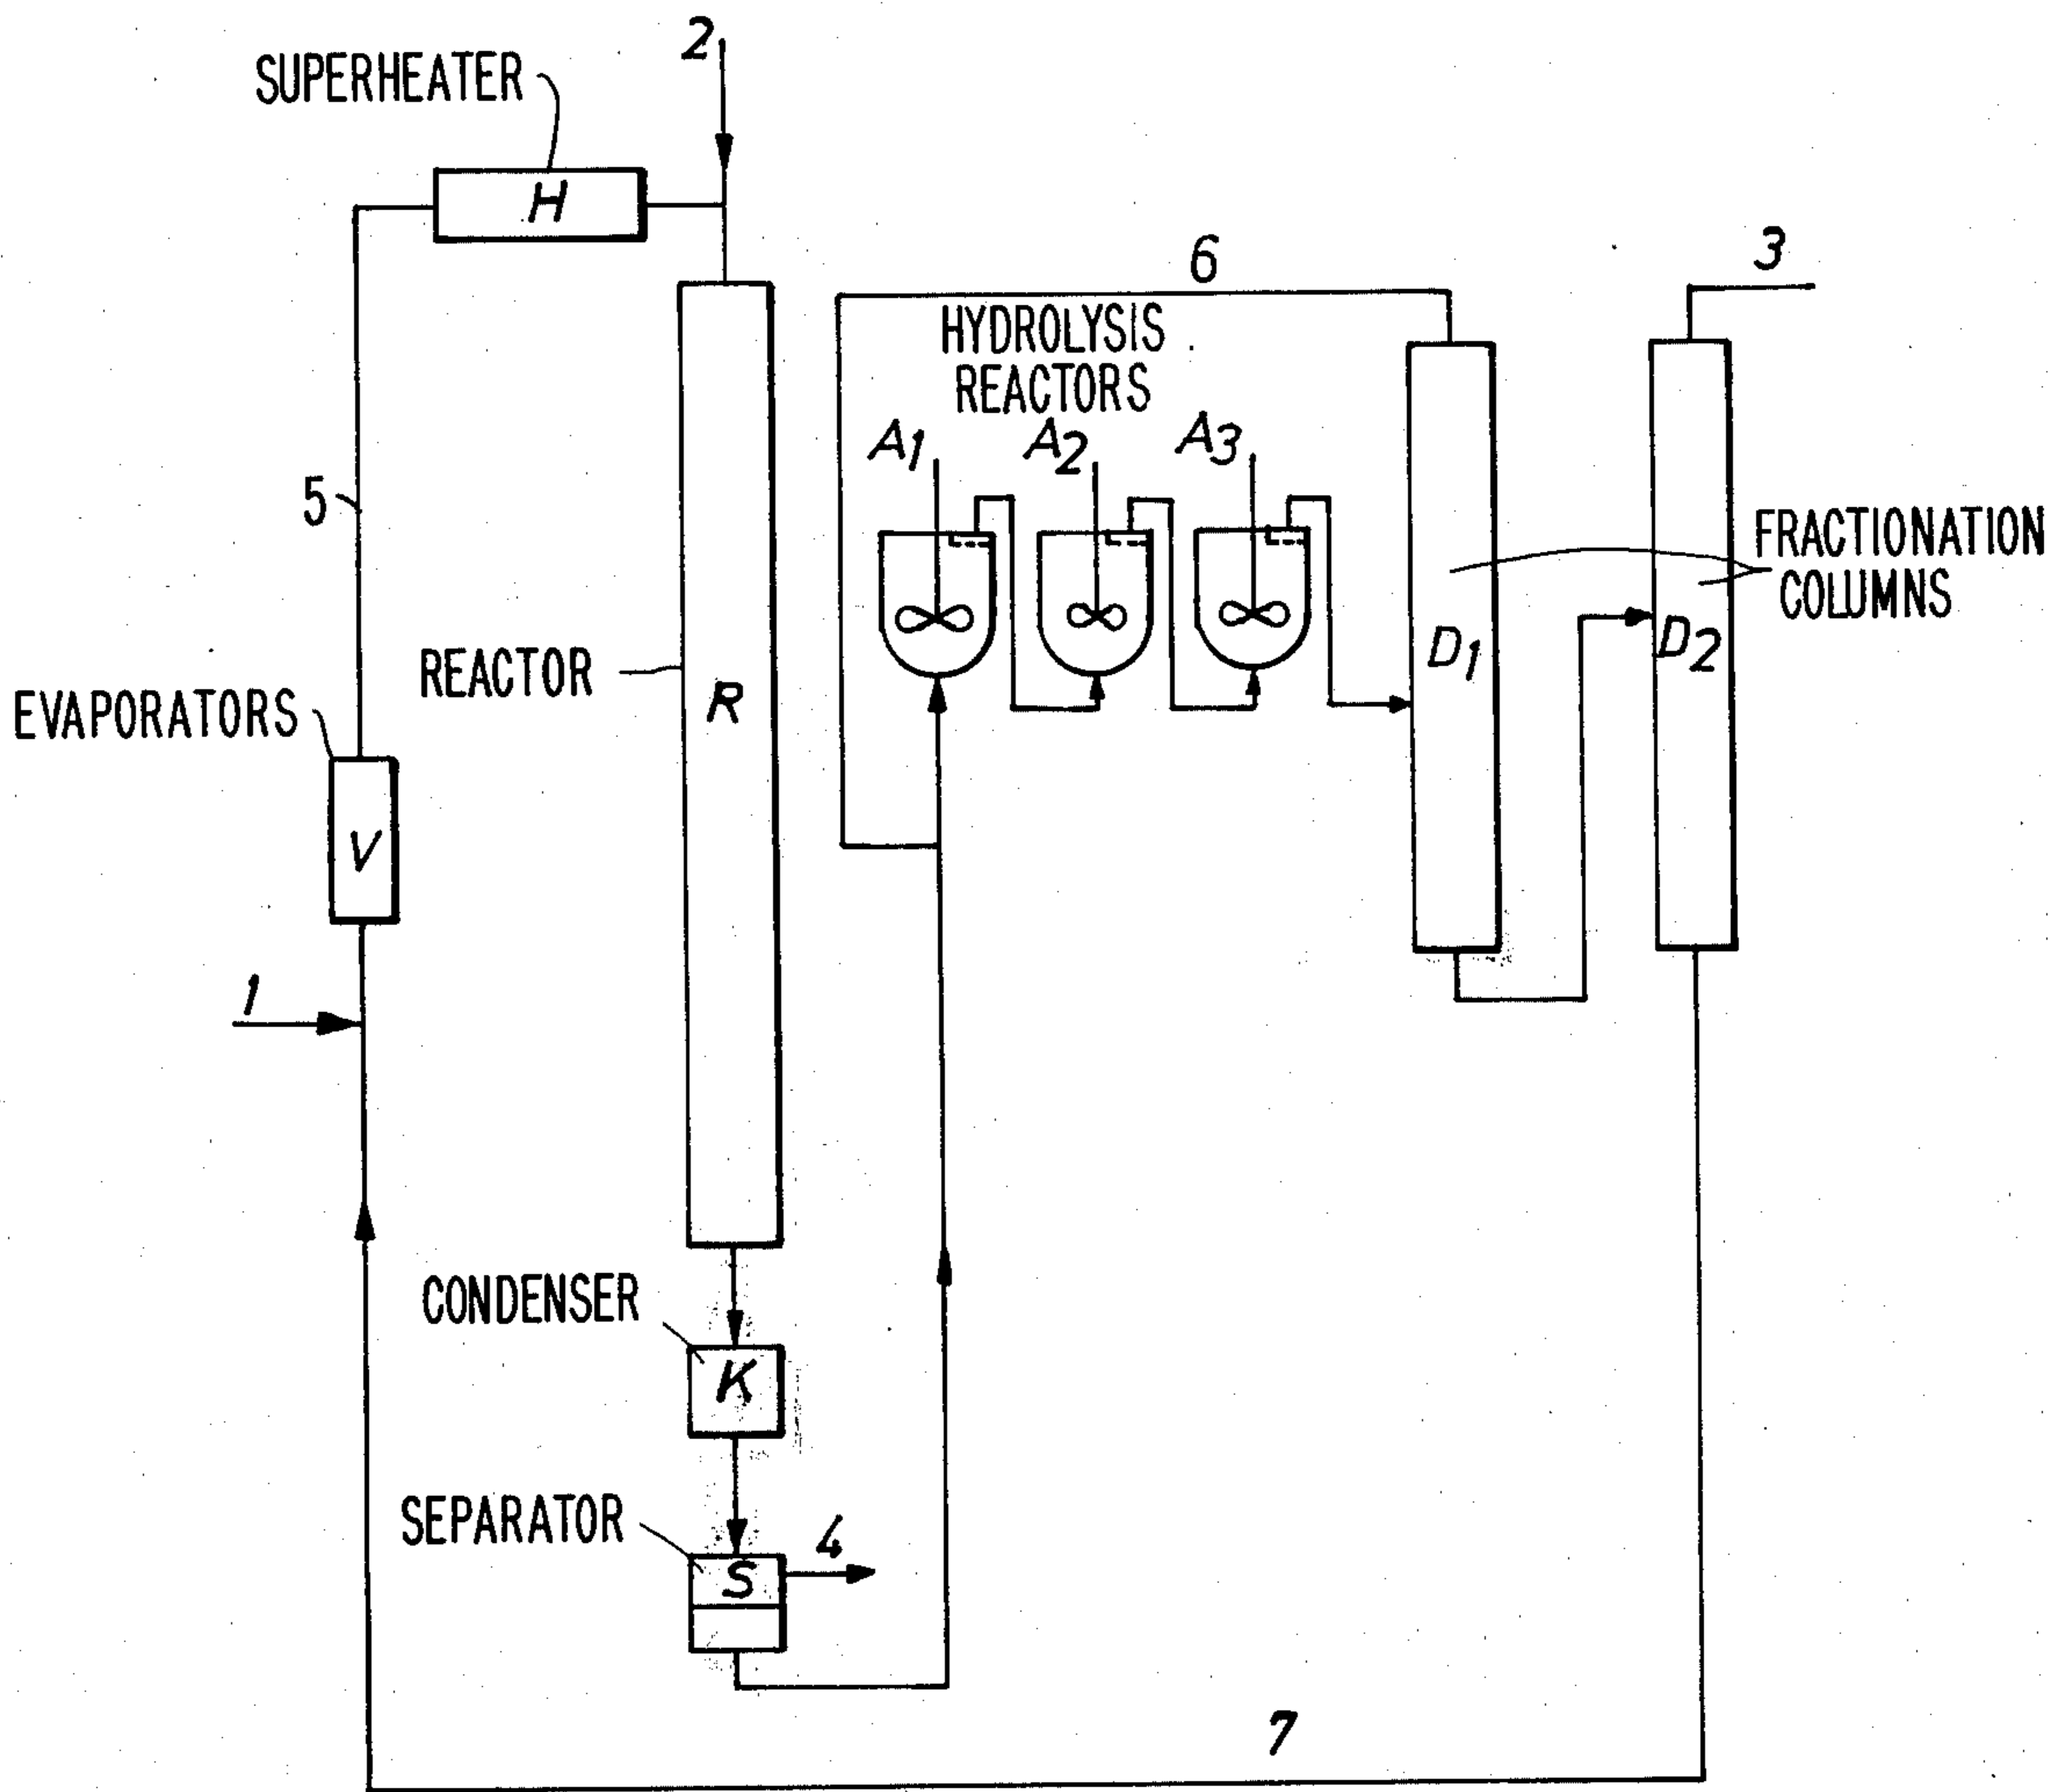 2
SUPERHEATER
H
6
3
HYDROLYSIS
REACTORS
A1
A2
A3
5
FRACTIONATION
COLUMNS
D1
D2
REACTOR
R
EVAPORATORS
V
1
CONDENSER
K
SEPARATOR
S
4
7